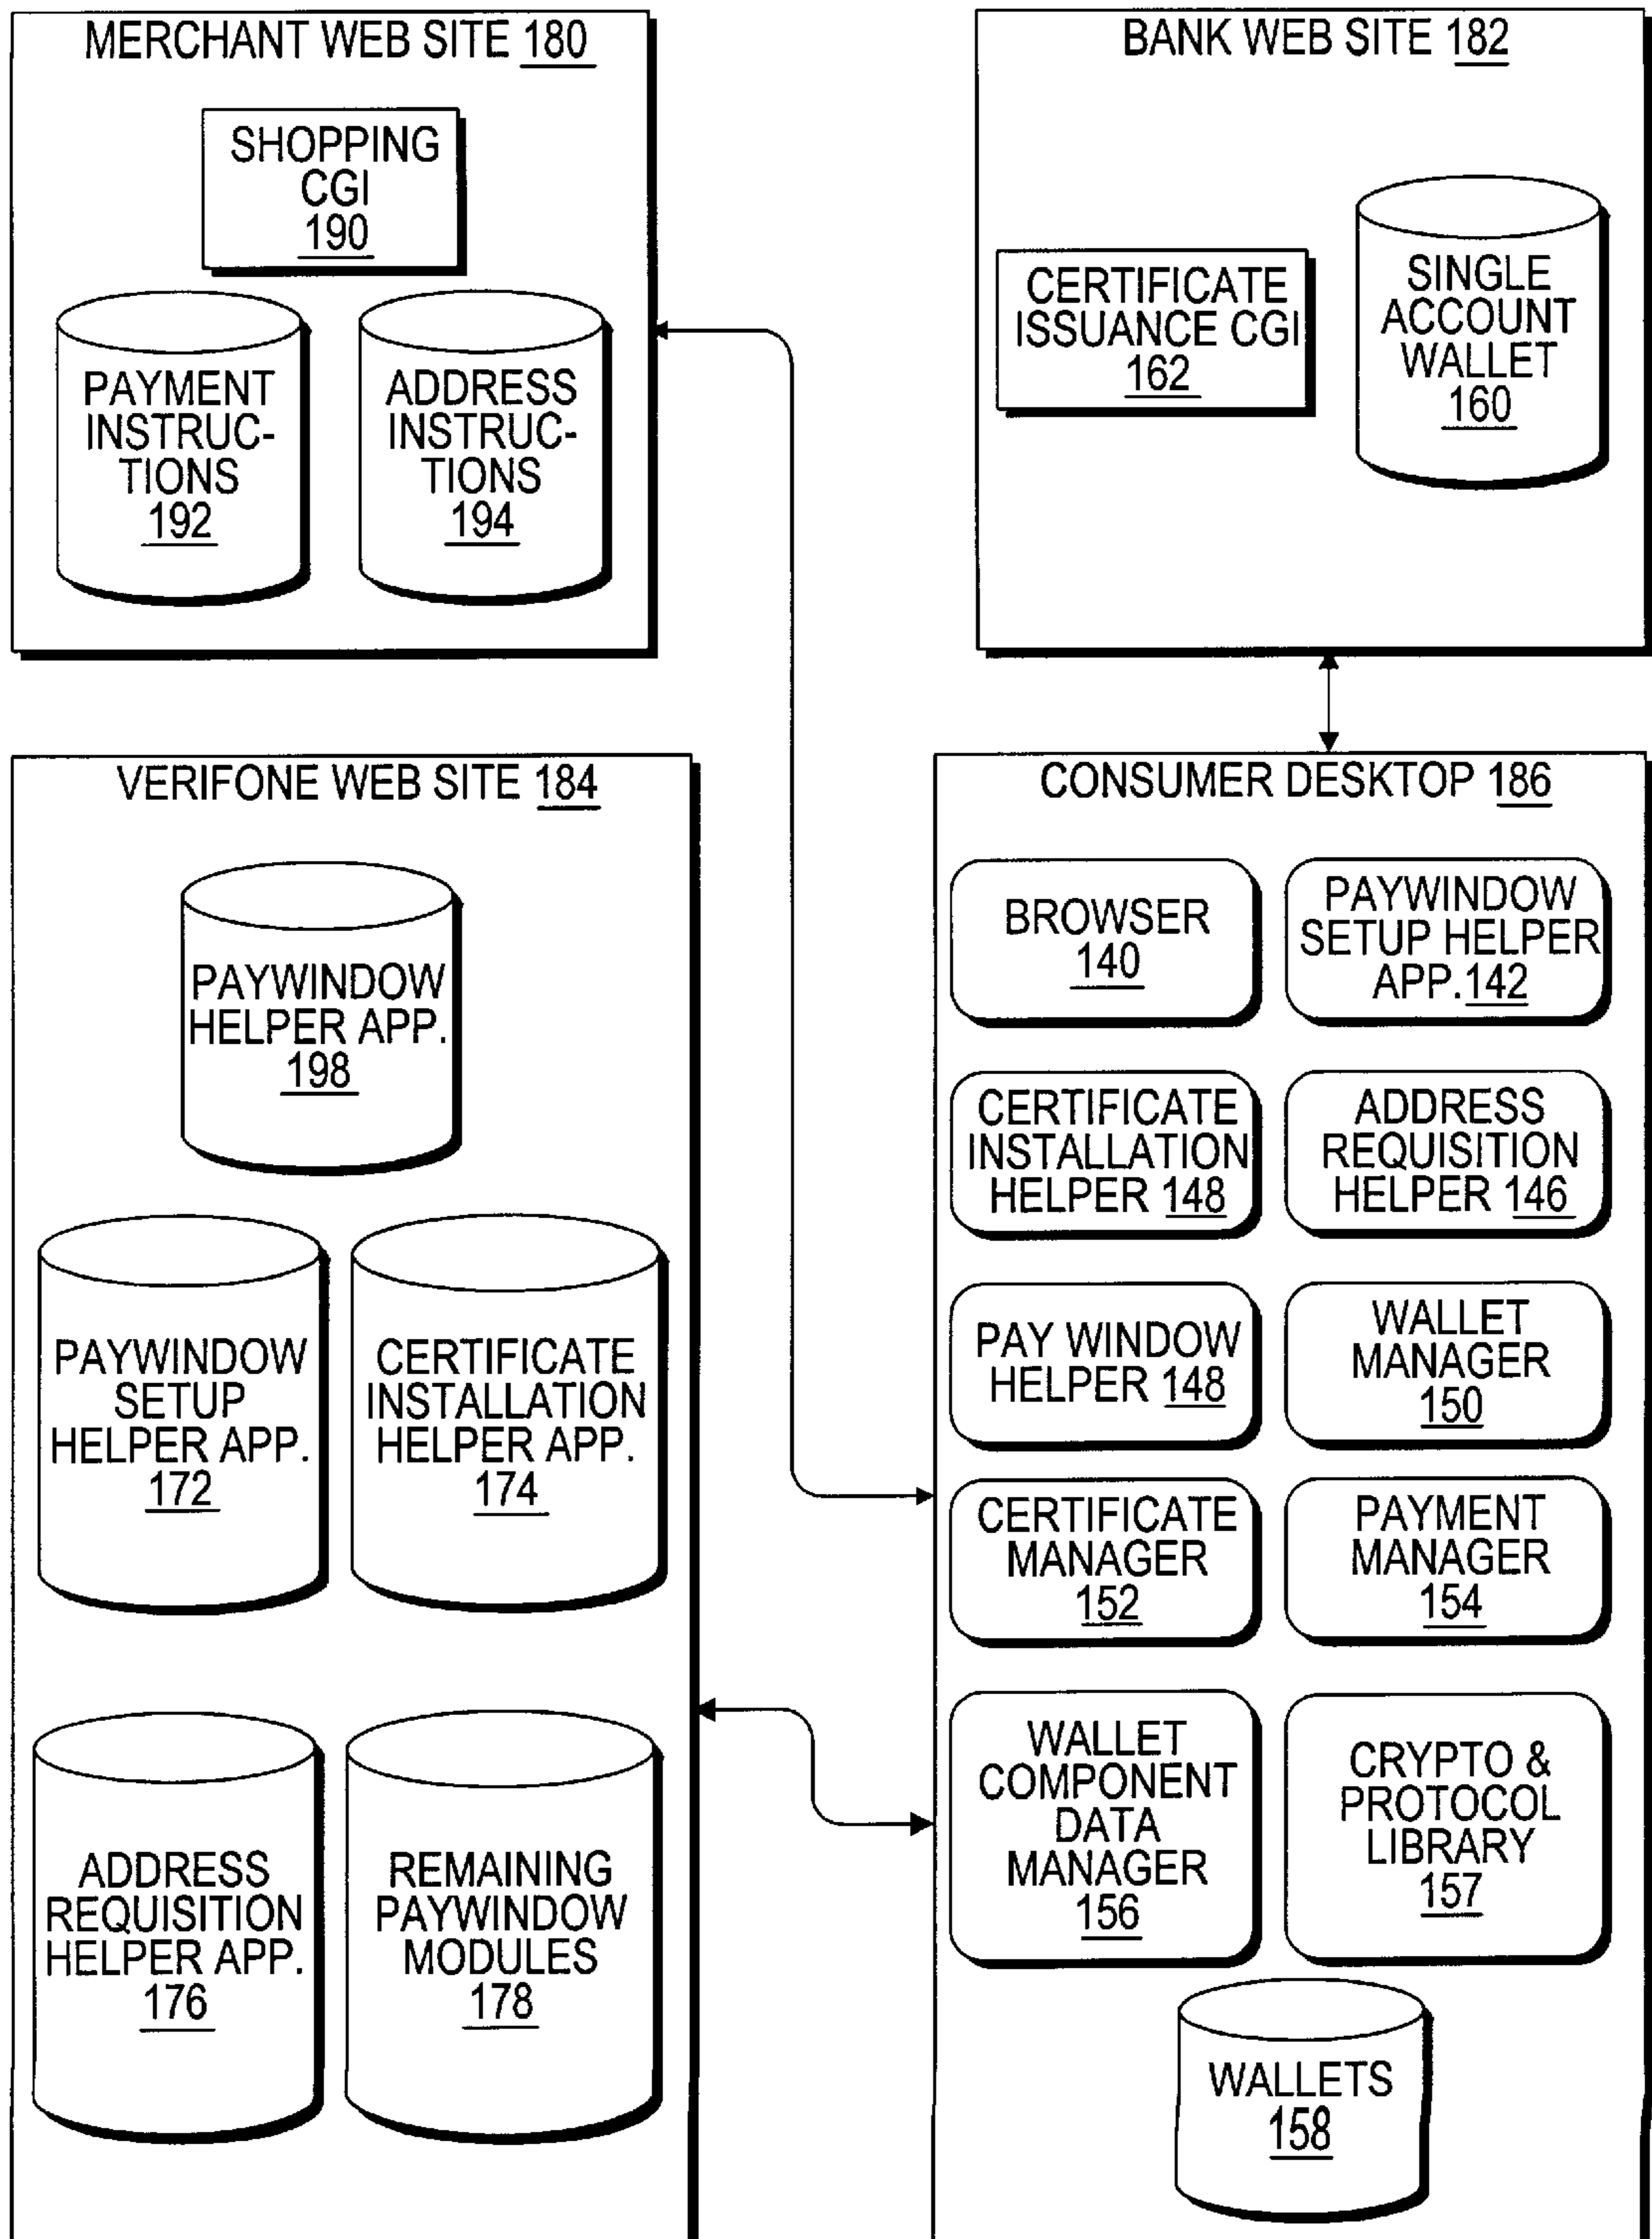 MERCHANT WEB SITE 180
SHOPPING
CGI
190
PAYMENT
INSTRUC-
TIONS
192
ADDRESS
INSTRUC-
TIONS
194
BANK WEB SITE 182
CERTIFICATE
ISSUANCE CGI
162
SINGLE
ACCOUNT
WALLET
160
VERIFONE WEB SITE 184
PAYWINDOW
HELPER APP.
198
PAYWINDOW
SETUP
HELPER APP.
172
CERTIFICATE
INSTALLATION
HELPER APP.
174
ADDRESS
REQUISITION
HELPER APP.
176
REMAINING
PAYWINDOW
MODULES
178
CONSUMER DESKTOP 186
BROWSER
140
PAYWINDOW
SETUP HELPER
APP.142
CERTIFICATE
INSTALLATION
HELPER 148
ADDRESS
REQUISITION
HELPER 146
PAY WINDOW
HELPER 148
WALLET
MANAGER
150
CERTIFICATE
MANAGER
152
PAYMENT
MANAGER
154
WALLET
COMPONENT
DATA
MANAGER
156
CRYPTO &
PROTOCOL
LIBRARY
157
WALLETS
158